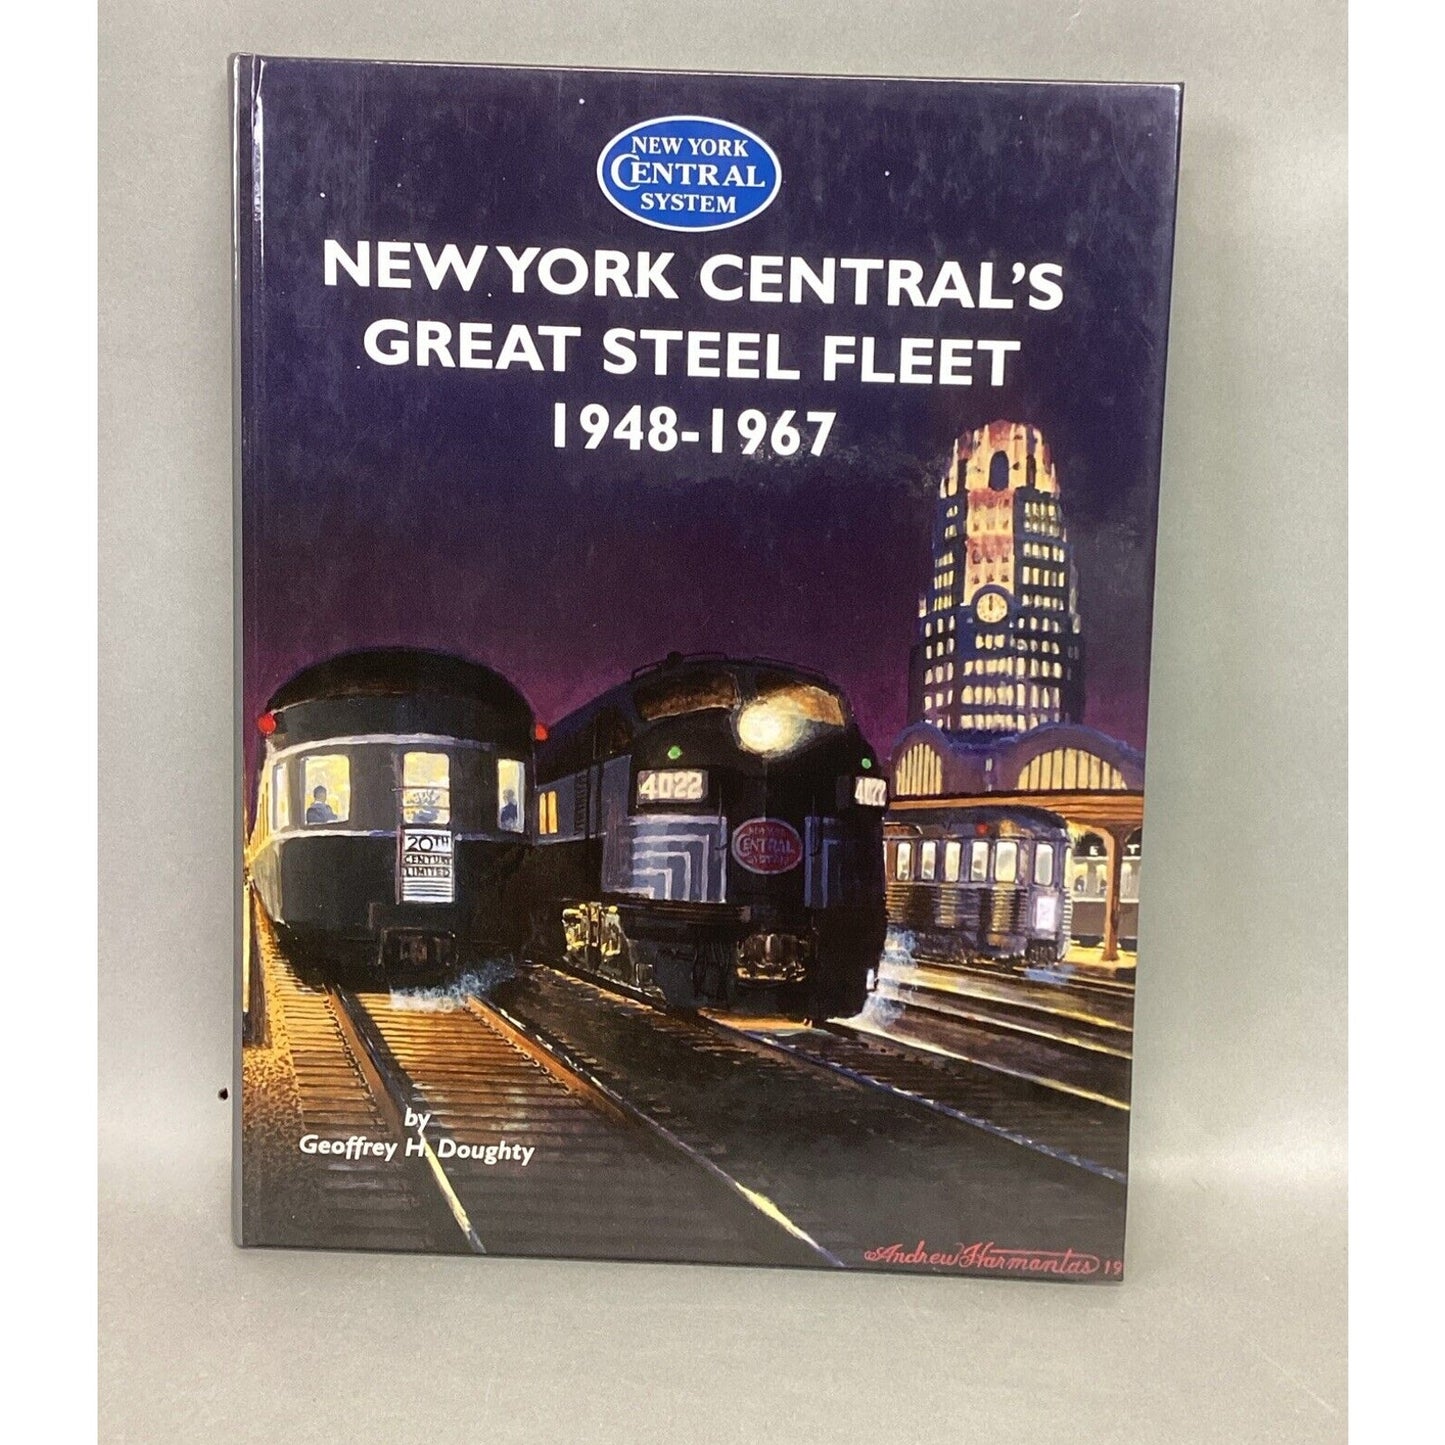 NEW YORK
CENTRAL
SYSTEM
NEW YORK CENTRAL'S
GREAT STEEL FLEET
1948-1967
4022
4022
NEW YORK
CENTRAL
SYSTEM
20TH
CENTURY
LIMITED
by
Geoffrey H. Doughty
©Andrew Harmantas 19